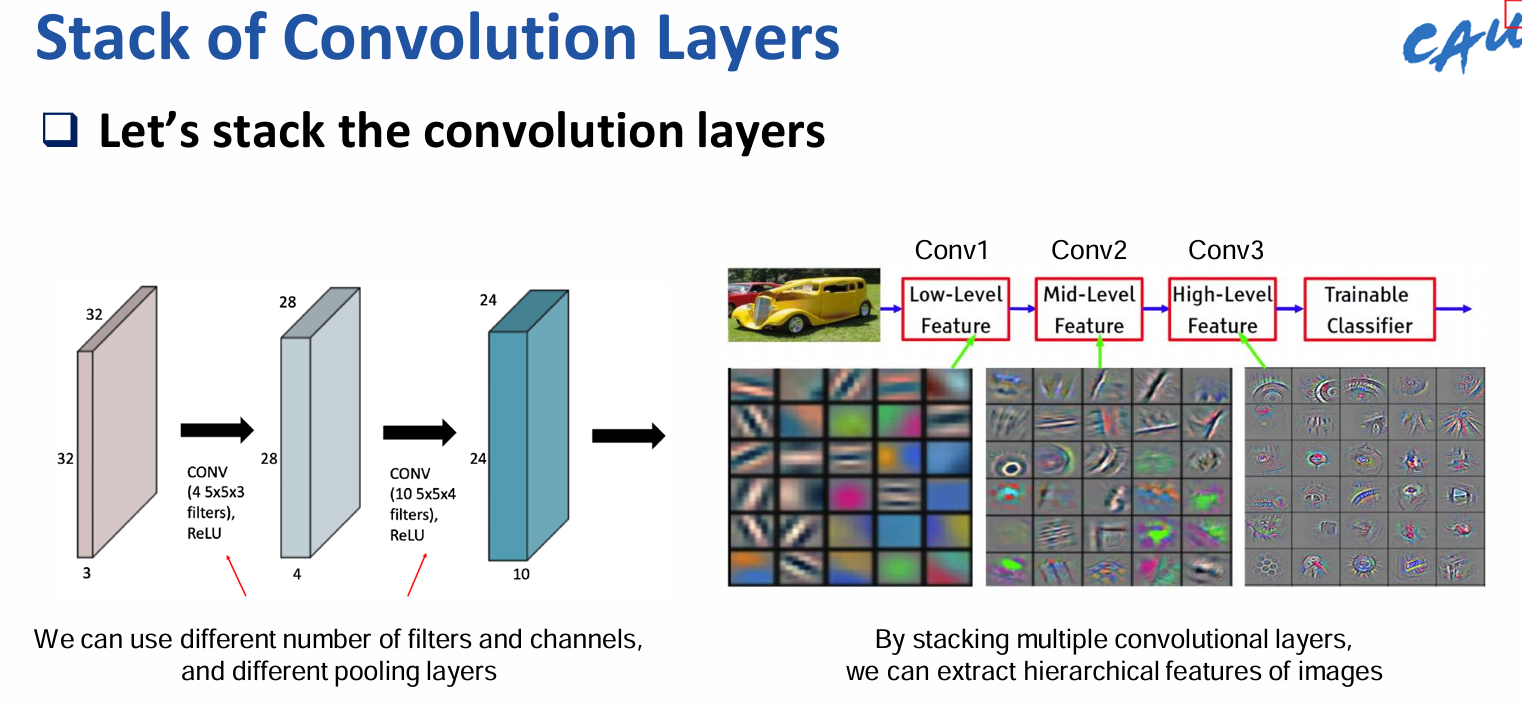 Stack of Convolution Layers
CAU
Let's stack the convolution layers
32
32
3
CONV
(4 5x5x3
filters),
ReLU
28
28
4
CONV
(10 5x5x4
filters),
ReLU
24
24
10
We can use different number of filters and channels,
and different pooling layers
Conv1
Conv2
Conv3
Low-Level
Feature
Mid-Level
Feature
High-Level
Feature
Trainable
Classifier
By stacking multiple convolutional layers,
we can extract hierarchical features of images